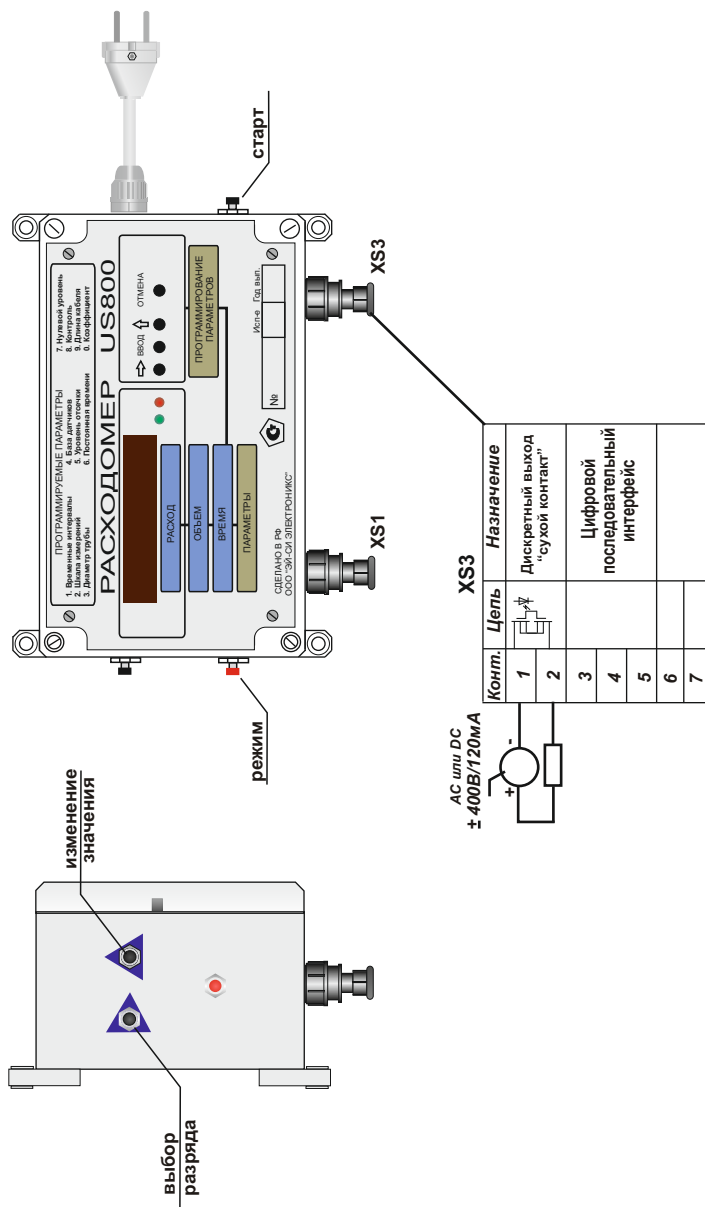 ПРОГРАММИРУЕМЫЕ ПАРАМЕТРЫ
1. Временные интервалы
2. Шкала измерений
3. Диаметр трубы
4. База датчиков
5. Уровень отсечки
6. Постоянная времени
7. Нулевой уровень
8. Контроль
9. Длина кабеля
0. Коэффициент
РАСХОДОМЕР US800
РАСХОД
ОБЪЕМ
ВРЕМЯ
ПАРАМЕТРЫ
ВВОД
ОТМЕНА
ПРОГРАММИРОВАНИЕ
ПАРАМЕТРОВ
СДЕЛАНО В РФ
ООО "ЭЙ-СИ ЭЛЕКТРОНИКС"
№
Исп-е
Год вып.
старт
режим
XS1
XS3
изменение
значения
выбор
разряда
XS3
Конт. Цепь Назначение
1
2
Дискретный выход
“сухой контакт”
3
4
5
Цифровой
последовательный
интерфейс
6
7
AC или DC
± 400В/120мА
+ -